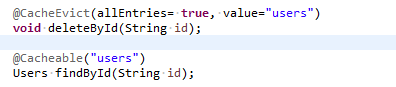 @CacheEvict(allEntries= true, value="users")
void deleteById(String id);
@Cacheable("users")
Users findById(String id);